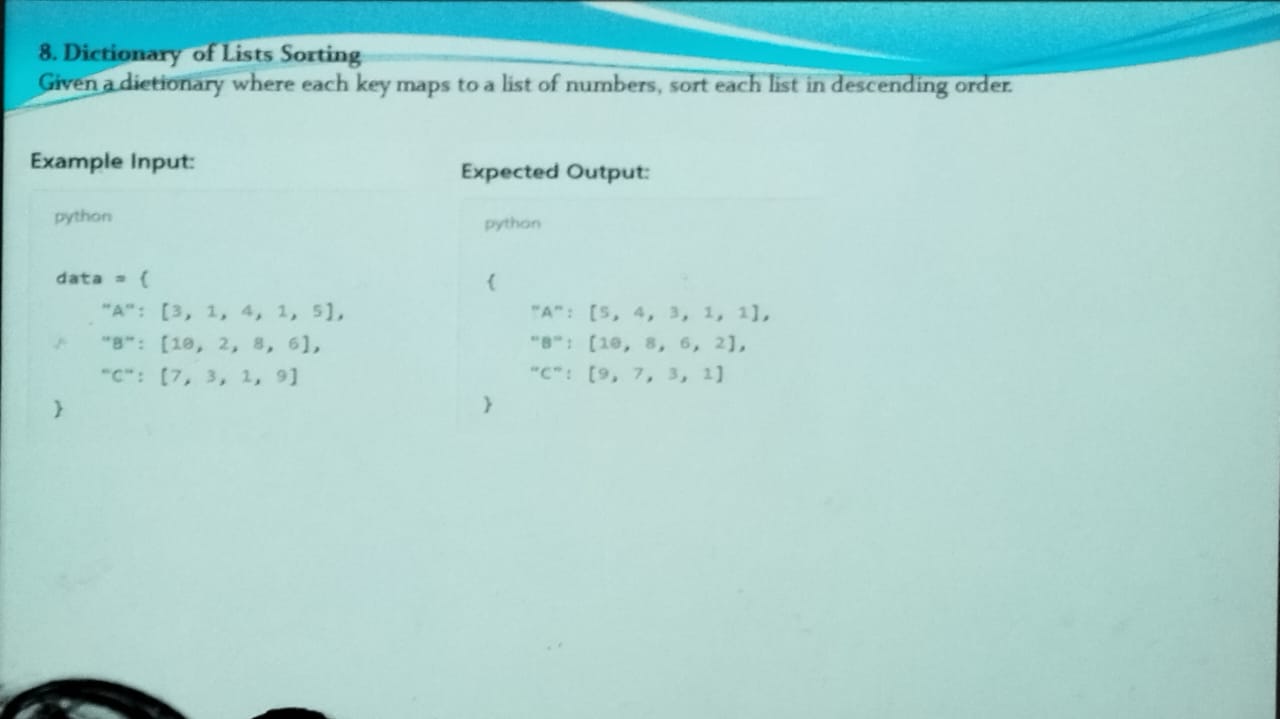 8. Dictionary of Lists Sorting
Given a dictionary where each key maps to a list of numbers, sort each list in descending order.
Example Input:
python
data = {
"A": [3, 1, 4, 1, 5],
"B": [10, 2, 8, 6],
"C": [7, 3, 1, 9]
}
Expected Output:
python
{
"A": [5, 4, 3, 1, 1],
"B": [10, 8, 6, 2],
"C": [9, 7, 3, 1]
}